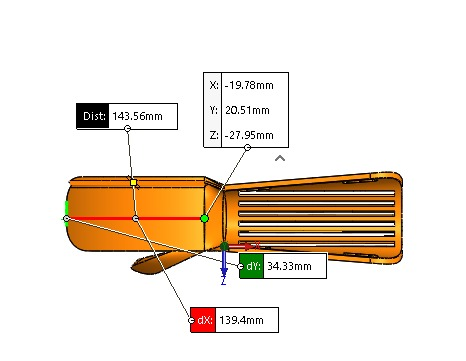 X: -19.78mm
Y: 20.51mm
Z: -27.95mm
Dist: 143.56mm
dY: 34.33mm
Z
dX: 139.4mm